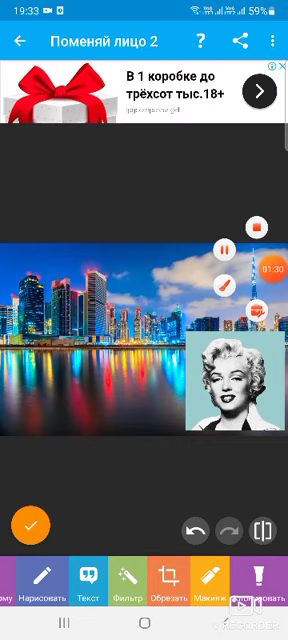 19:33
59%
Поменяй лицо 2
?
В 1 коробке до
трёхсот тыс.18+
01:30
Нарисовать
Текст
Фильтр
Обрезать
Макияж
V RECORDER